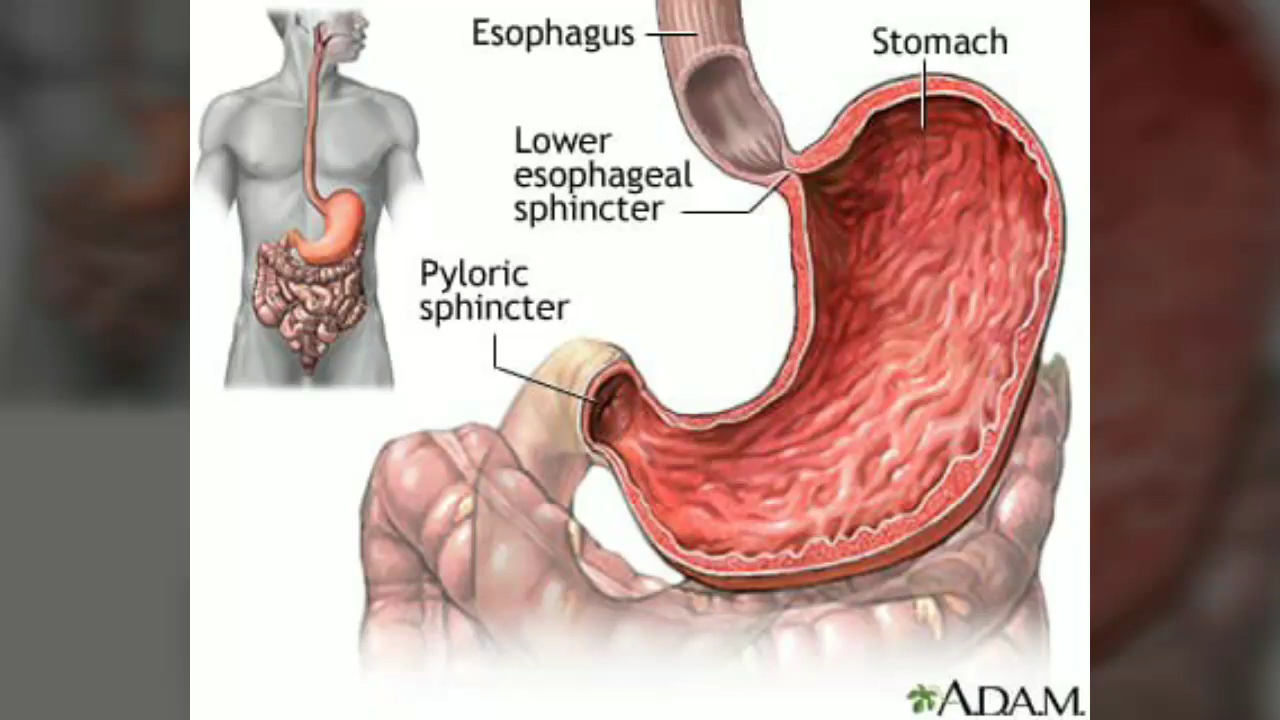 Esophagus
Stomach
Lower
esophageal
sphincter
Pyloric
sphincter
A.D.A.M.